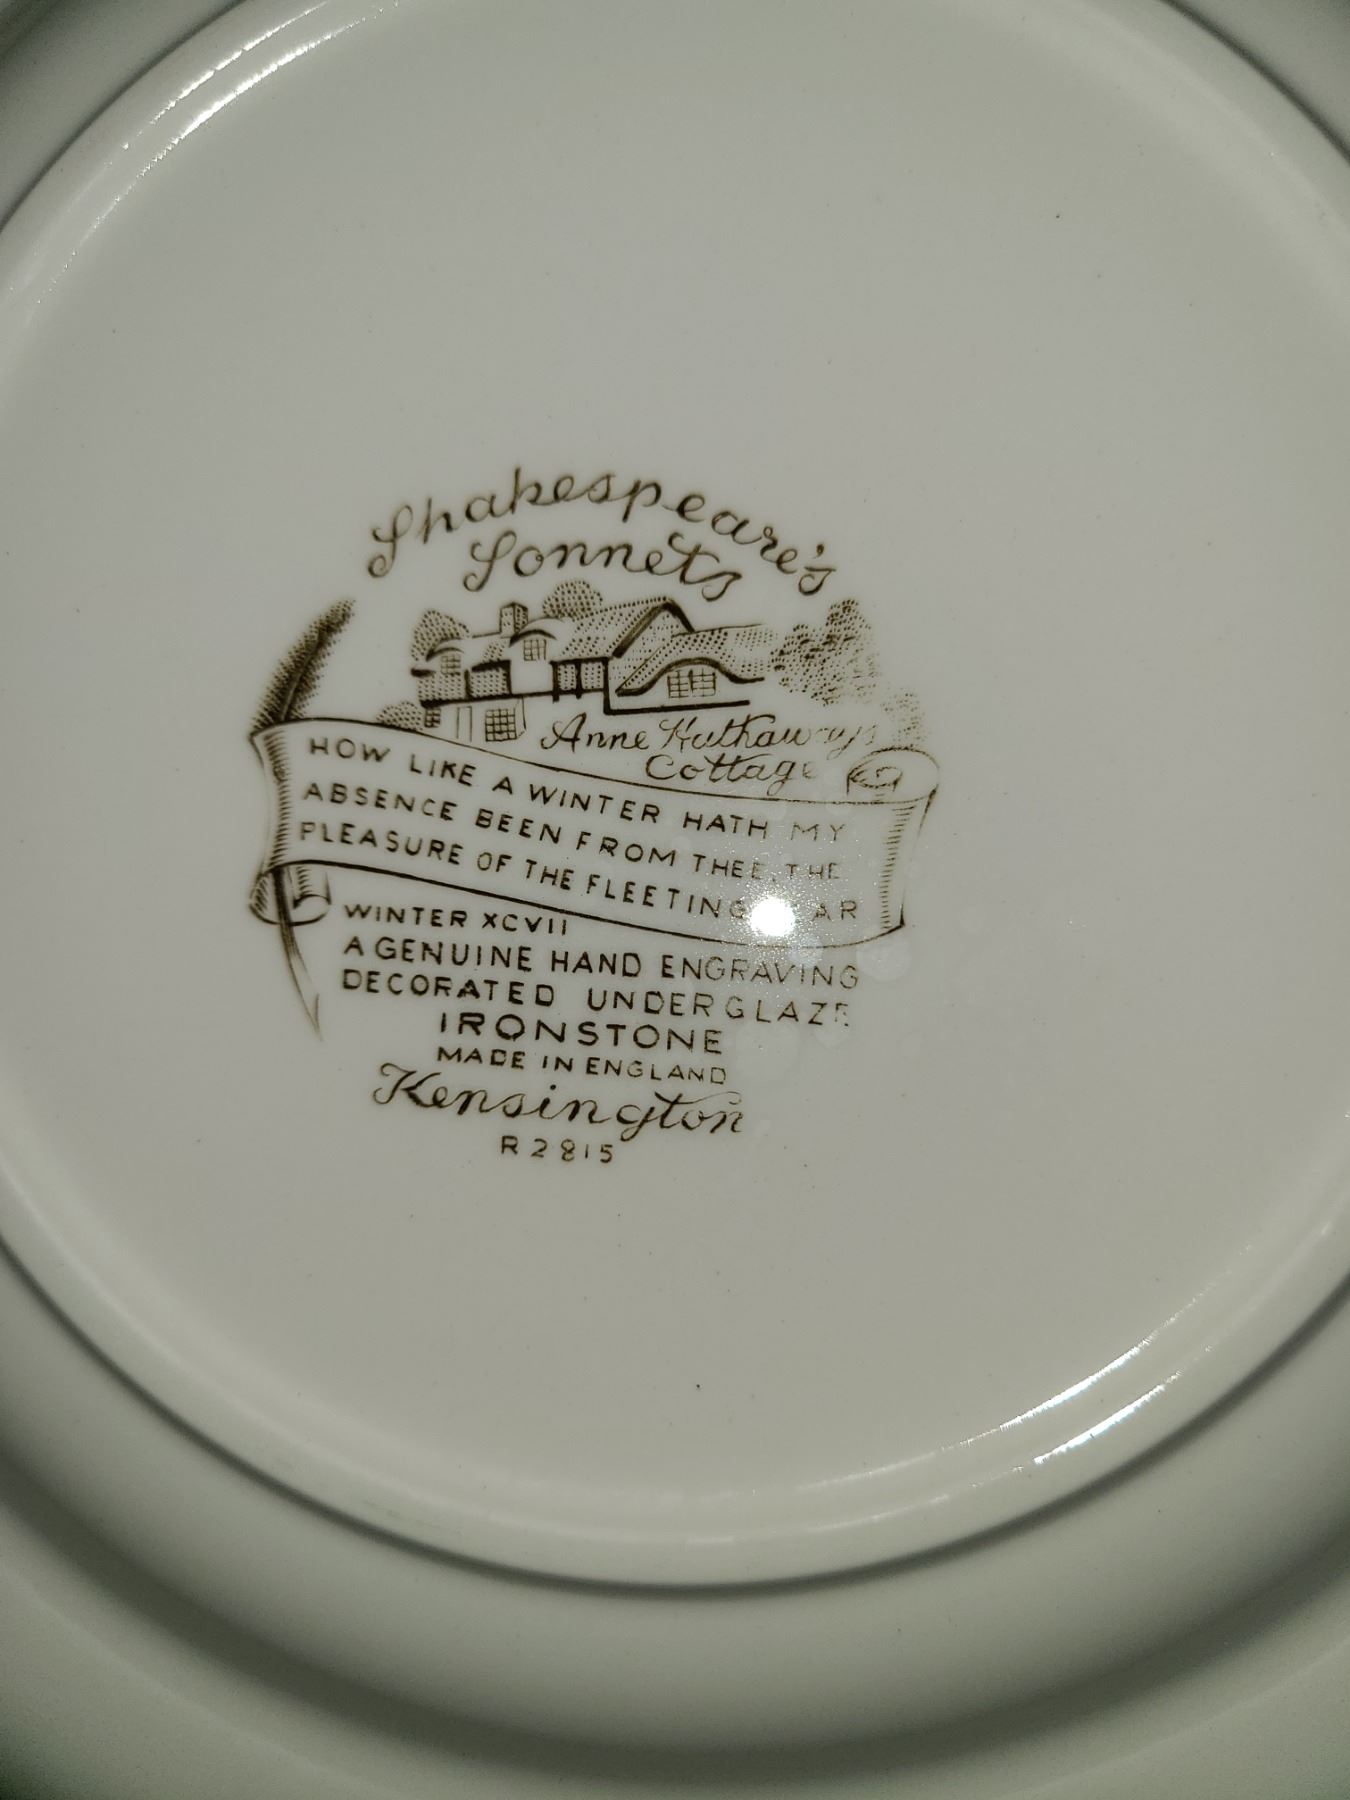 Shakespeare's
Sonnets
Anne Hathaway's
Cottage
HOW LIKE A WINTER HATH MY
ABSENCE BEEN FROM THEE, THE
PLEASURE OF THE FLEETING
WINTER XCVII
A GENUINE HAND ENGRAVING
DECORATED UNDERGLAZE
IRONSTONE
MADE IN ENGLAND
Kensington
R2815